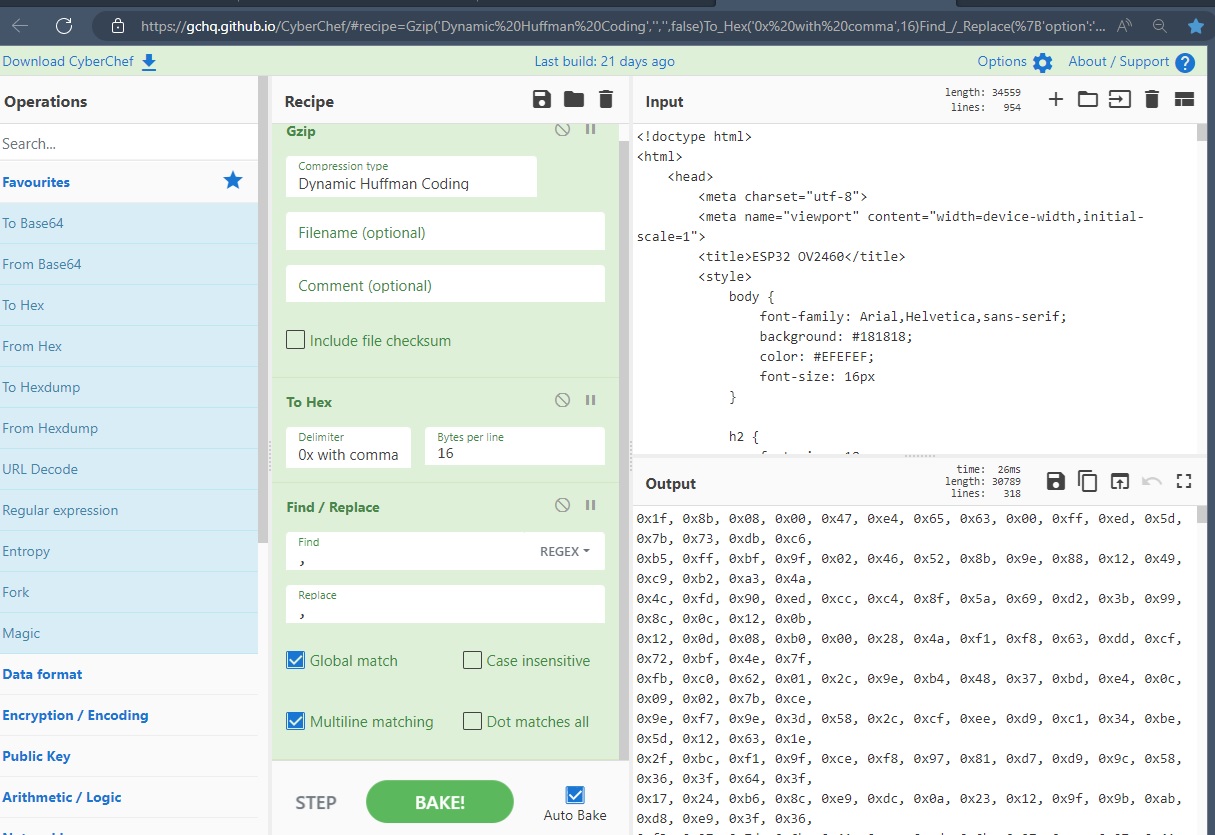 https://gchq.github.io/CyberChef/#recipe=Gzip('Dynamic%20Huffman%20Coding','','',false)To_Hex('0x%20with%20comma',16)Find_/_Replace(%7B'option':'...
Download CyberChef
Last build: 21 days ago
Options
About / Support
Operations
Search...
Favourites
To Base64
From Base64
To Hex
From Hex
To Hexdump
From Hexdump
URL Decode
Regular expression
Entropy
Fork
Magic
Data format
Encryption / Encoding
Public Key
Arithmetic / Logic
Recipe
Gzip
Compression type
Dynamic Huffman Coding
Filename (optional)
Comment (optional)
Include file checksum
To Hex
Delimiter
0x with comma
Bytes per line
16
Find / Replace
Find
,
REGEX
Replace
,
Global match
Case insensitive
Multiline matching
Dot matches all
STEP
BAKE!
Auto Bake
Input
length: 34559
lines: 954
<!doctype html>
<html>
<head>
<meta charset="utf-8">
<meta name="viewport" content="width=device-width,initial-
scale=1">
<title>ESP32 OV2460</title>
<style>
body {
font-family: Arial,Helvetica,sans-serif;
background: #181818;
color: #EFEFEF;
font-size: 16px
}
h2 {
Output
time: 26ms
length: 30789
lines: 318
0x1f, 0x8b, 0x08, 0x00, 0x47, 0xe4, 0x65, 0x63, 0x00, 0xff, 0xed, 0x5d,
0x7b, 0x73, 0xdb, 0xc6,
0xb5, 0xff, 0xbf, 0x9f, 0x02, 0x46, 0x52, 0x8b, 0x9e, 0x88, 0x12, 0x49,
0xc9, 0xb2, 0xa3, 0x4a,
0x4c, 0xfd, 0x90, 0xed, 0xcc, 0xc4, 0x8f, 0x5a, 0x69, 0xd2, 0x3b, 0x99,
0x8c, 0x0c, 0x12, 0x0b,
0x12, 0x0d, 0x08, 0xb0, 0x00, 0x28, 0x4a, 0xf1, 0xf8, 0x63, 0xdd, 0xcf,
0x72, 0xbf, 0x4e, 0x7f,
0xfb, 0xc0, 0x62, 0x01, 0x2c, 0x9e, 0xb4, 0x48, 0x37, 0xbd, 0xe4, 0x0c,
0x09, 0x02, 0x7b, 0xce,
0x9e, 0xf7, 0x9e, 0x3d, 0x58, 0x2c, 0xcf, 0xee, 0xd9, 0xc1, 0x34, 0xbe,
0x5d, 0x12, 0x63, 0x1e,
0x2f, 0xbc, 0xf1, 0x9f, 0xce, 0xf8, 0x97, 0x81, 0xd7, 0xd9, 0x9c, 0x58,
0x36, 0x3f, 0x64, 0x3f,
0x17, 0x24, 0xb6, 0x8c, 0xe9, 0xdc, 0x0a, 0x23, 0x12, 0x9f, 0x9b, 0xab,
0xd8, 0xe9, 0x3f, 0x36,